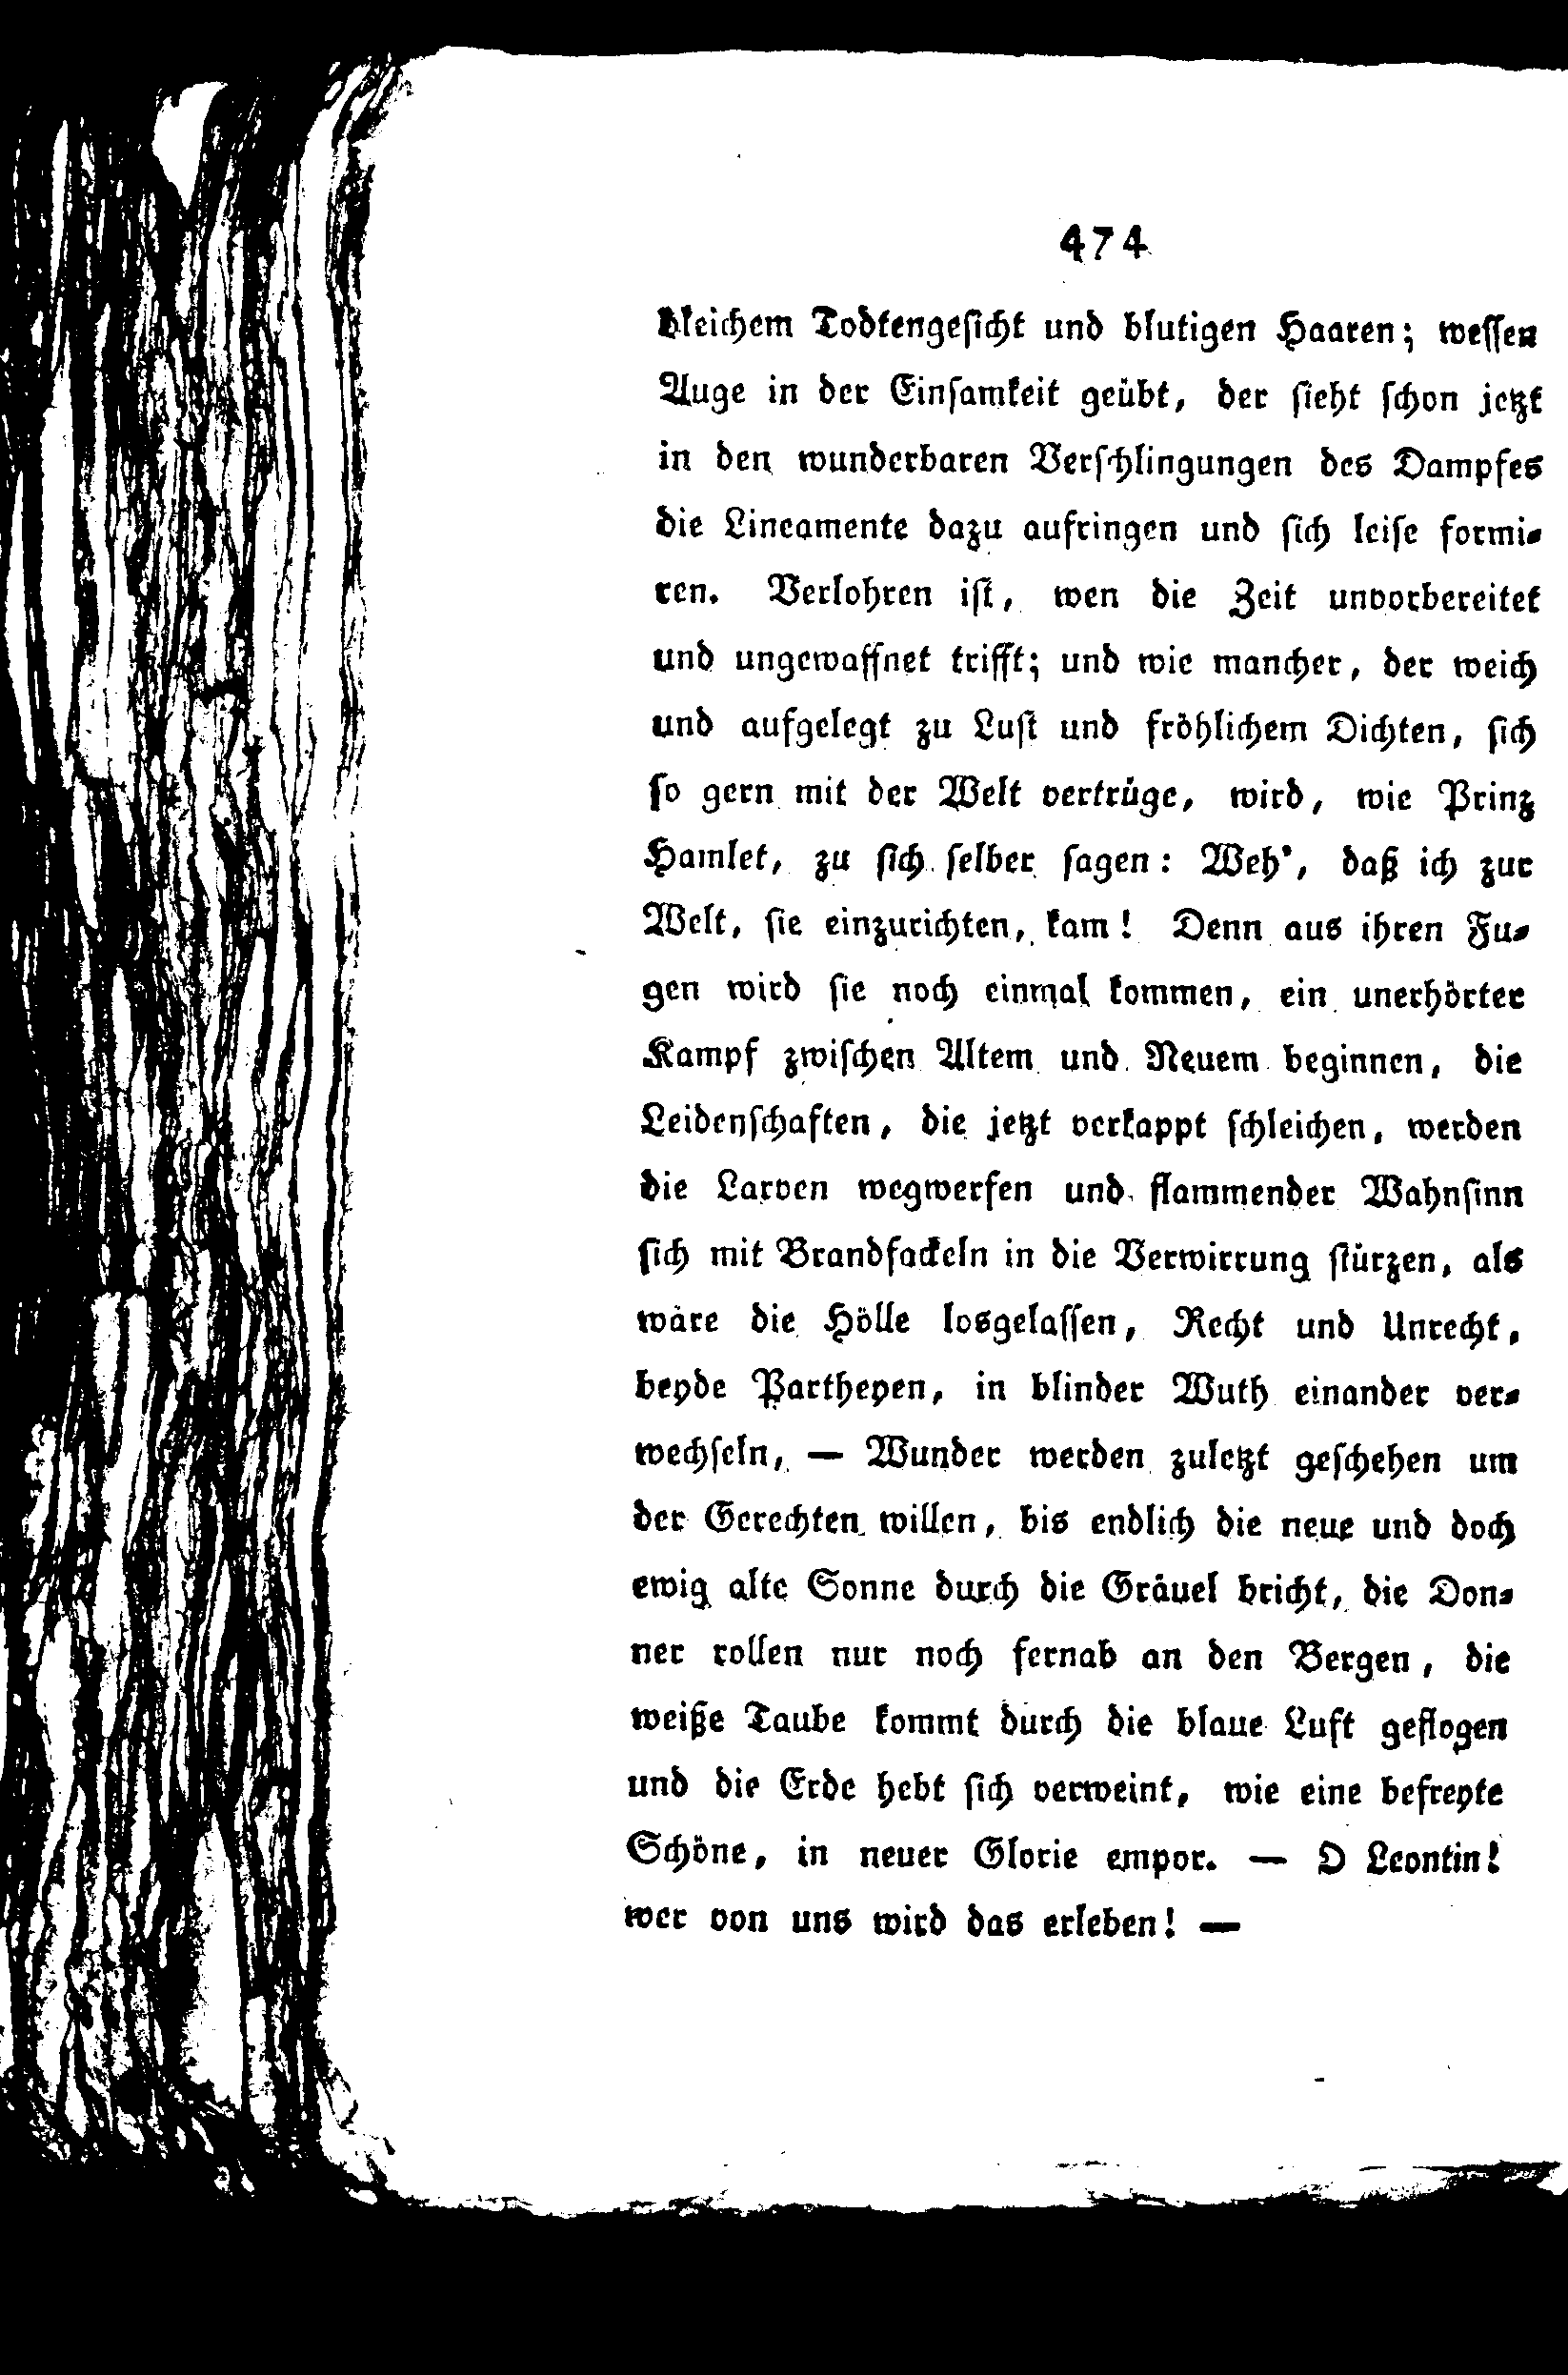 474
bleichem Todtengeſicht und blutigen Haaren; weſſen
Auge in der Einſamkeit geübt, der ſieht ſchon jetzt
in den wunderbaren Verſchlingungen des Dampfes
die Lineamente dazu aufringen und ſich leiſe formi-
ren. Verlohren iſt, wen die Zeit unvorbereitet
und ungewaffnet trifft; und wie mancher, der weich
und aufgelegt zu Luſt und fröhlichem Dichten, ſich
ſo gern mit der Welt vertrüge, wird, wie Prinz
Hamlet, zu ſich ſelber ſagen: Weh', daß ich zur
Welt, ſie einzurichten, kam! Denn aus ihren Fu-
gen wird ſie noch einmal kommen, ein unerhörter
Kampf zwiſchen Altem und Neuem beginnen, die
Leidenſchaften, die jetzt verkappt ſchleichen, werden
die Larven wegwerfen und flammender Wahnſinn
ſich mit Brandfackeln in die Verwirrung ſtürzen, als
wäre die Hölle losgelaſſen, Recht und Unrecht,
beyde Partheyen, in blinder Wuth einander ver-
wechſeln, — Wunder werden zuletzt geſchehen um
der Gerechten willen, bis endlich die neue und doch
ewig alte Sonne durch die Gräuel bricht, die Don-
ner rollen nur noch fernab an den Bergen, die
weiße Taube kommt durch die blaue Luft geflogen
und die Erde hebt ſich verweint, wie eine befreyte
Schöne, in neuer Glorie empor. — O Leontin!
wer von uns wird das erleben! —